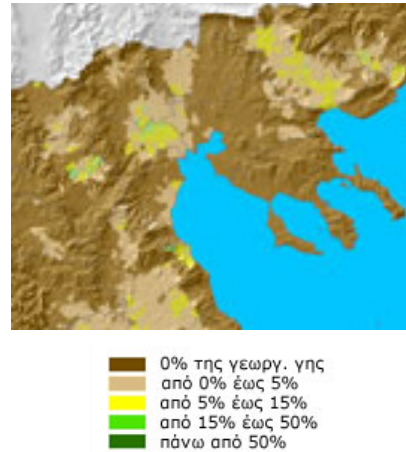 0% της γεωργ. γης
από 0% έως 5%
από 5% έως 15%
από 15% έως 50%
πάνω από 50%